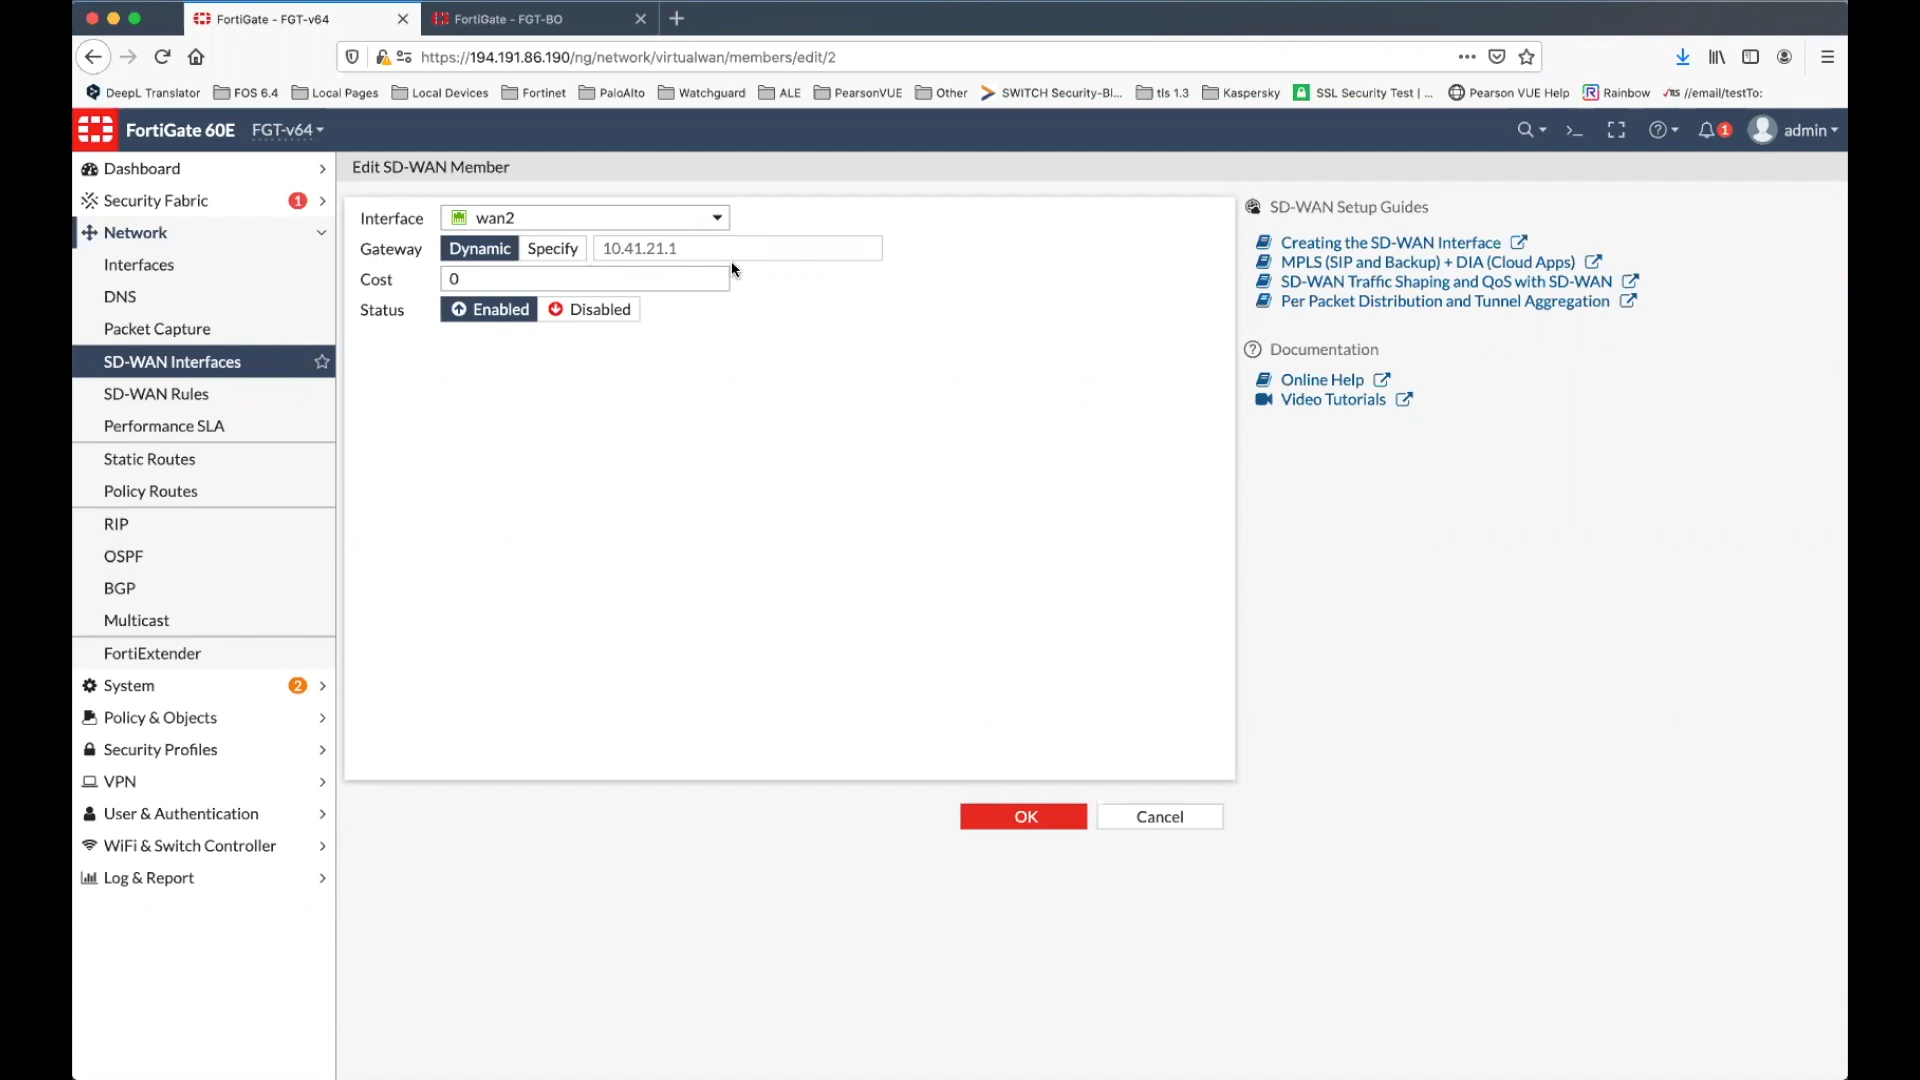 FortiGate - FGT-v64
FortiGate - FGT-BO
https://194.191.86.190/ng/network/virtualwan/members/edit/2
DeepL Translator FOS 6.4 Local Pages Local Devices Fortinet PaloAlto Watchguard ALE PearsonVUE Other SWITCH Security-Bl... tls 1.3 Kaspersky SSL Security Test | ... Pearson VUE Help Rainbow //email/testTo:
FortiGate 60E FGT-v64 1 admin
Dashboard
Security Fabric 1
Network
Interfaces
DNS
Packet Capture
SD-WAN Interfaces
SD-WAN Rules
Performance SLA
Static Routes
Policy Routes
RIP
OSPF
BGP
Multicast
FortiExtender
System 2
Policy & Objects
Security Profiles
VPN
User & Authentication
WiFi & Switch Controller
Log & Report
Edit SD-WAN Member
Interface wan2
Gateway Dynamic Specify 10.41.21.1
Cost 0
Status Enabled Disabled
OK Cancel
SD-WAN Setup Guides
Creating the SD-WAN Interface
MPLS (SIP and Backup) + DIA (Cloud Apps)
SD-WAN Traffic Shaping and QoS with SD-WAN
Per Packet Distribution and Tunnel Aggregation
Documentation
Online Help
Video Tutorials